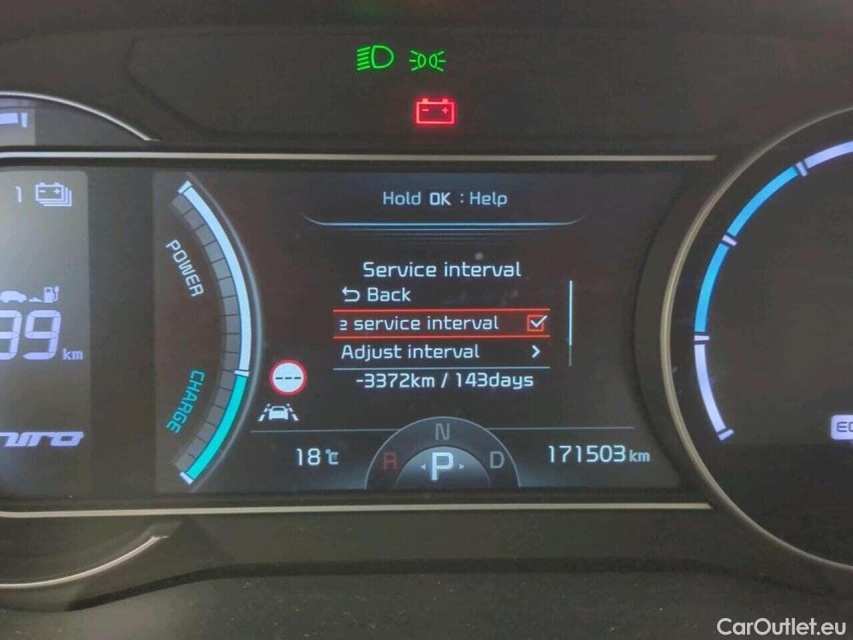 Hold OK : Help
1
Service interval
Back
POWER
service interval
Adjust interval
km
CHARGE
-3372km / 143days
N
18℃
R
P
D
171503km
CarOutlet.eu